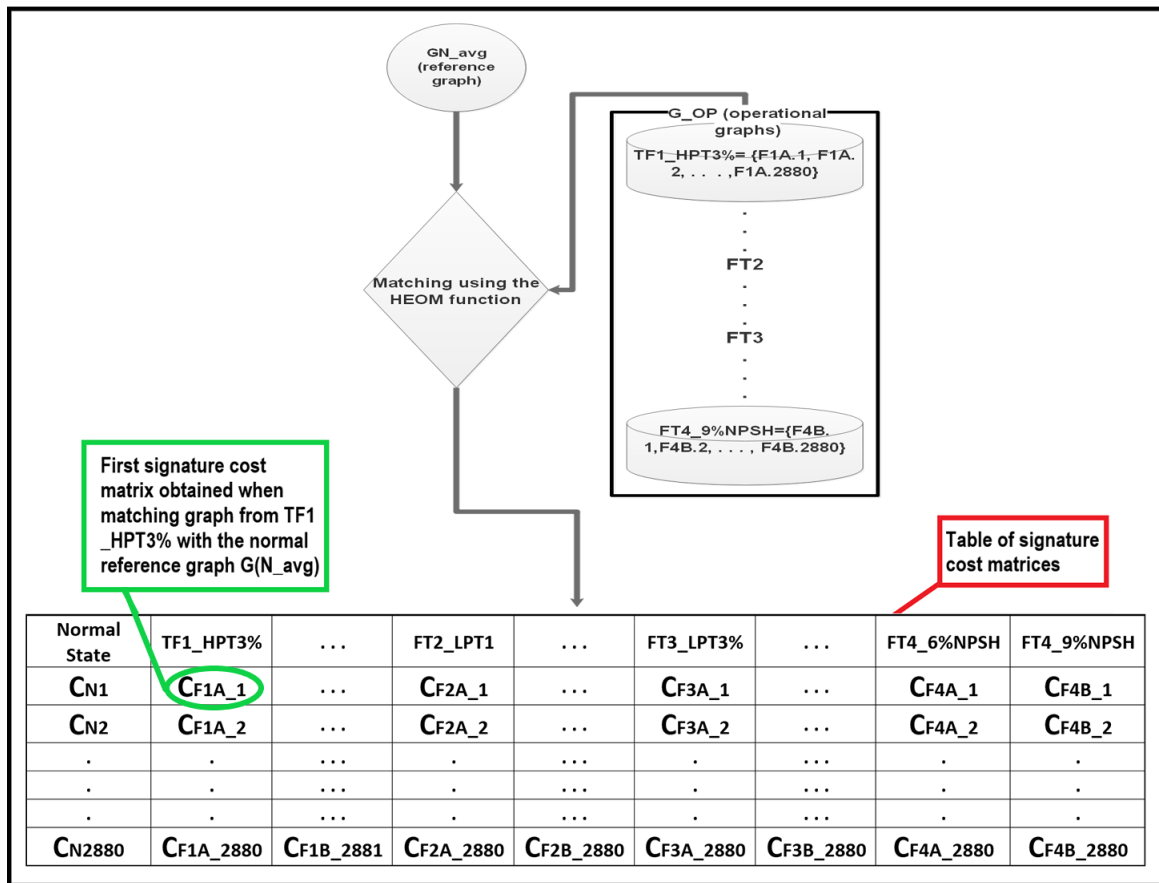 GN_avg
(reference
graph)
G_OP (operational
graphs)
TF1_HPT3%= {F1A.1, F1A.
2, . . . ,F1A.2880}
.
.
.
FT2
.
.
.
FT3
.
.
.
FT4_9%NPSH={F4B.
1,F4B.2, . . . , F4B.2880}
Matching using the
HEOM function
First signature cost
matrix obtained when
matching graph from TF1
_HPT3% with the normal
reference graph G(N_avg)
Table of signature
cost matrices
Normal State TF1_HPT3% ... FT2_LPT1 ... FT3_LPT3% ... FT4_6%NPSH FT4_9%NPSH
CN1 CF1A_1 ... CF2A_1 ... CF3A_1 ... CF4A_1 CF4B_1
CN2 CF1A_2 ... CF2A_2 ... CF3A_2 ... CF4A_2 CF4B_2
. . ... . ... . ... . .
. . ... . ... . ... . .
. . ... . ... . ... . .
CN2880 CF1A_2880 CF1B_2881 CF2A_2880 CF2B_2880 CF3A_2880 CF3B_2880 CF4A_2880 CF4B_2880